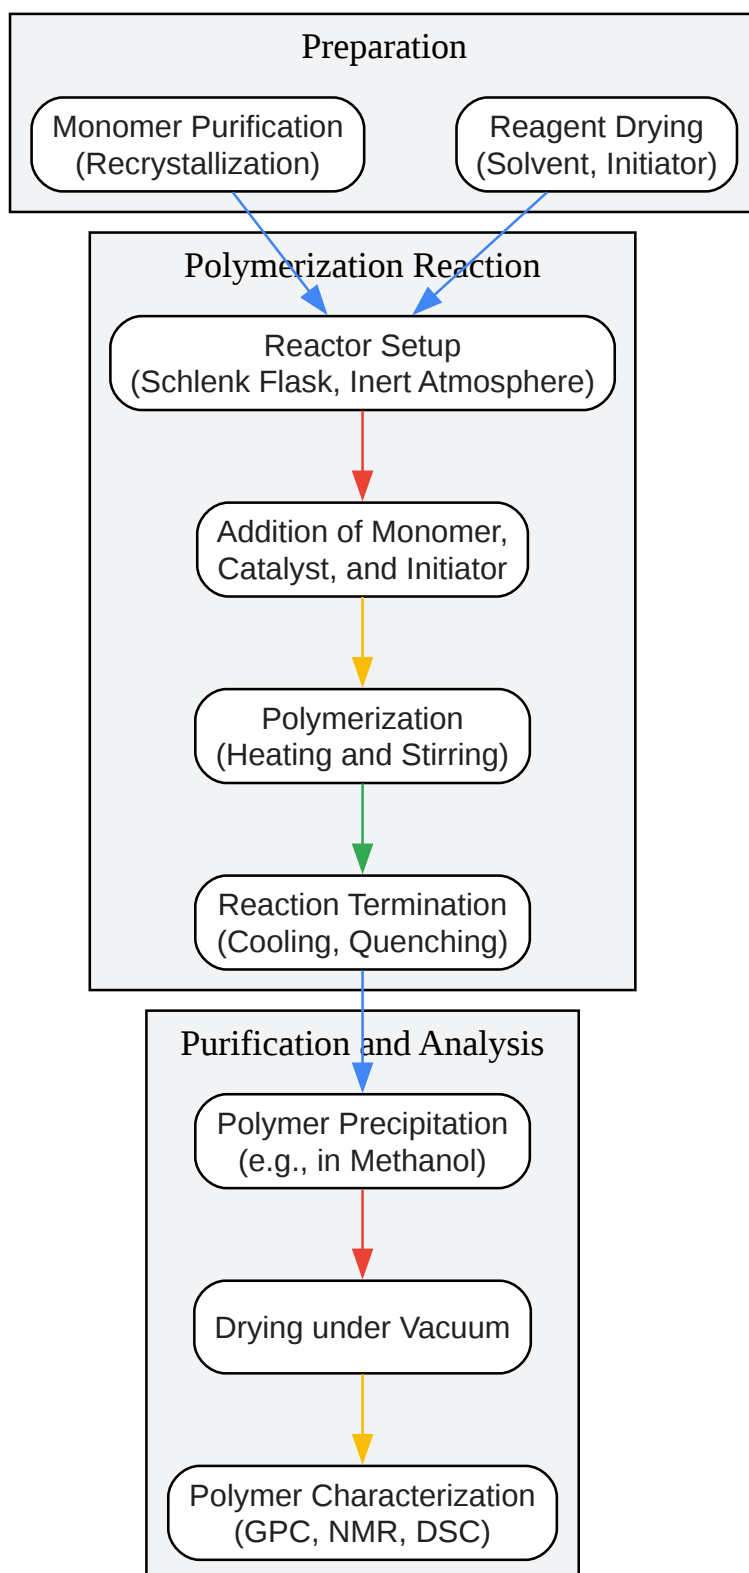 Preparation
Monomer Purification
(Recrystallization)
Reagent Drying
(Solvent, Initiator)
Polymerization Reaction
Reactor Setup
(Schlenk Flask, Inert Atmosphere)
Addition of Monomer,
Catalyst, and Initiator
Polymerization
(Heating and Stirring)
Reaction Termination
(Cooling, Quenching)
Purification and Analysis
Polymer Precipitation
(e.g., in Methanol)
Drying under Vacuum
Polymer Characterization
(GPC, NMR, DSC)